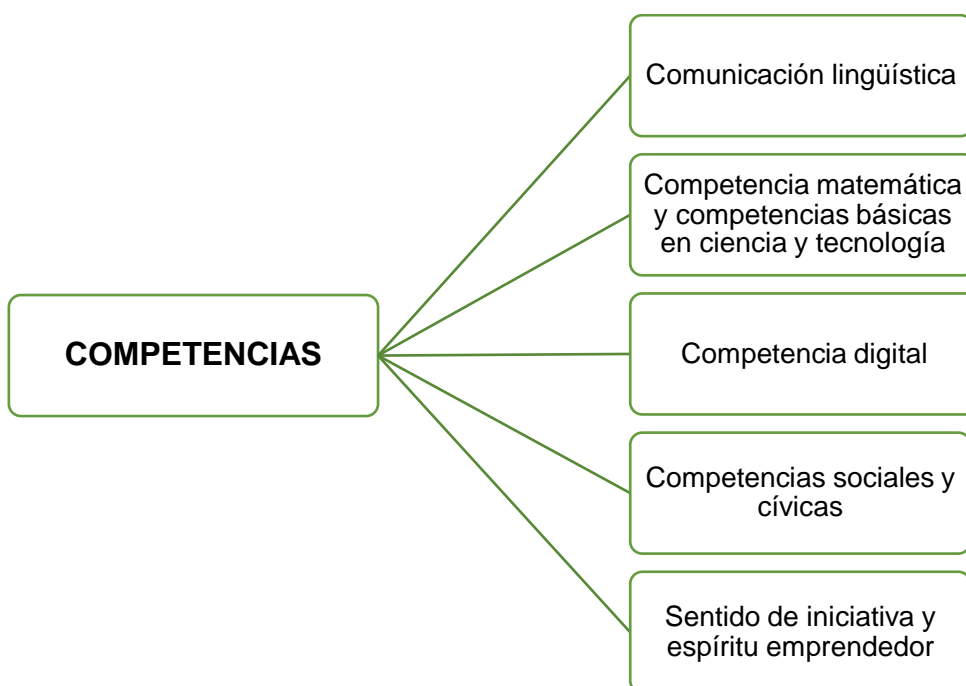 COMPETENCIAS
Comunicación lingüística
Competencia matemática
y competencias básicas
en ciencia y tecnología
Competencia digital
Competencias sociales y
cívicas
Sentido de iniciativa y
espíritu emprendedor